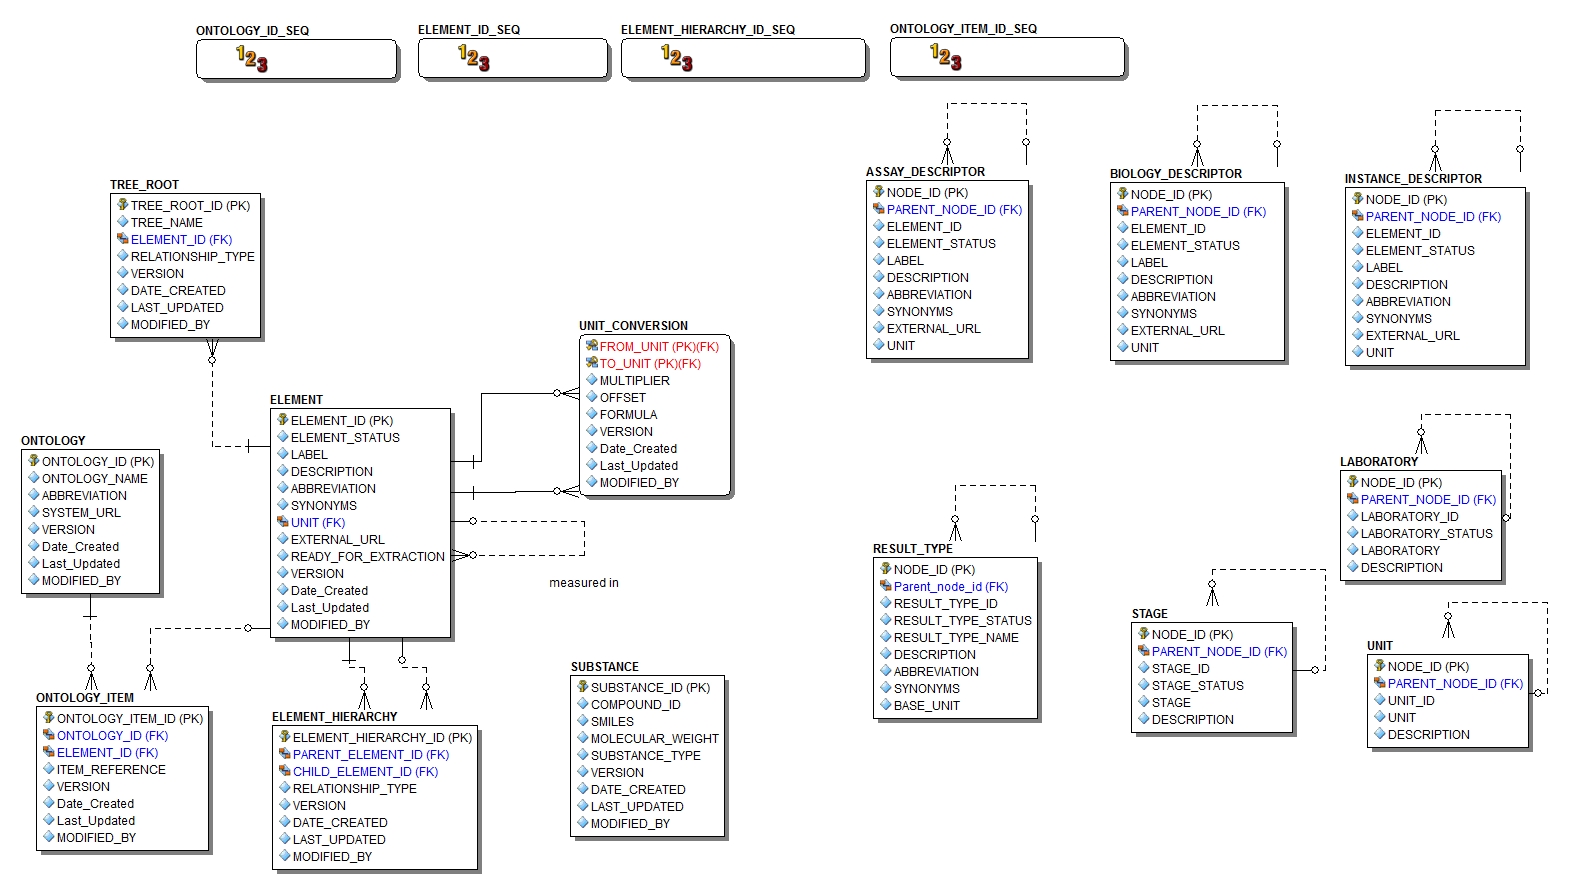 ONTOLOGY_ID_SEQ
123
ELEMENT_ID_SEQ
123
ELEMENT_HIERARCHY_ID_SEQ
123
ONTOLOGY_ITEM_ID_SEQ
123
TREE_ROOT
TREE_ROOT_ID (PK)
TREE_NAME
ELEMENT_ID (FK)
RELATIONSHIP_TYPE
VERSION
DATE_CREATED
LAST_UPDATED
MODIFIED_BY
ASSAY_DESCRIPTOR
NODE_ID (PK)
PARENT_NODE_ID (FK)
ELEMENT_ID
ELEMENT_STATUS
LABEL
DESCRIPTION
ABBREVIATION
SYNONYMS
EXTERNAL_URL
UNIT
BIOLOGY_DESCRIPTOR
NODE_ID (PK)
PARENT_NODE_ID (FK)
ELEMENT_ID
ELEMENT_STATUS
LABEL
DESCRIPTION
ABBREVIATION
SYNONYMS
EXTERNAL_URL
UNIT
INSTANCE_DESCRIPTOR
NODE_ID (PK)
PARENT_NODE_ID (FK)
ELEMENT_ID
ELEMENT_STATUS
LABEL
DESCRIPTION
ABBREVIATION
SYNONYMS
EXTERNAL_URL
UNIT
UNIT_CONVERSION
FROM_UNIT (PK)(FK)
TO_UNIT (PK)(FK)
MULTIPLIER
OFFSET
FORMULA
VERSION
Date_Created
Last_Updated
MODIFIED_BY
ELEMENT
ELEMENT_ID (PK)
ELEMENT_STATUS
LABEL
DESCRIPTION
ABBREVIATION
SYNONYMS
UNIT (FK)
EXTERNAL_URL
READY_FOR_EXTRACTION
VERSION
Date_Created
Last_Updated
MODIFIED_BY
measured in
ONTOLOGY
ONTOLOGY_ID (PK)
ONTOLOGY_NAME
ABBREVIATION
SYSTEM_URL
VERSION
Date_Created
Last_Updated
MODIFIED_BY
LABORATORY
NODE_ID (PK)
PARENT_NODE_ID (FK)
LABORATORY_ID
LABORATORY_STATUS
LABORATORY
DESCRIPTION
RESULT_TYPE
NODE_ID (PK)
Parent_node_id (FK)
RESULT_TYPE_ID
RESULT_TYPE_STATUS
RESULT_TYPE_NAME
DESCRIPTION
ABBREVIATION
SYNONYMS
BASE_UNIT
STAGE
NODE_ID (PK)
PARENT_NODE_ID (FK)
STAGE_ID
STAGE_STATUS
STAGE
DESCRIPTION
UNIT
NODE_ID (PK)
PARENT_NODE_ID (FK)
UNIT_ID
UNIT
DESCRIPTION
ONTOLOGY_ITEM
ONTOLOGY_ITEM_ID (PK)
ONTOLOGY_ID (FK)
ELEMENT_ID (FK)
ITEM_REFERENCE
VERSION
Date_Created
Last_Updated
MODIFIED_BY
ELEMENT_HIERARCHY
ELEMENT_HIERARCHY_ID (PK)
PARENT_ELEMENT_ID (FK)
CHILD_ELEMENT_ID (FK)
RELATIONSHIP_TYPE
VERSION
DATE_CREATED
LAST_UPDATED
MODIFIED_BY
SUBSTANCE
SUBSTANCE_ID (PK)
COMPOUND_ID
SMILES
MOLECULAR_WEIGHT
SUBSTANCE_TYPE
VERSION
DATE_CREATED
LAST_UPDATED
MODIFIED_BY